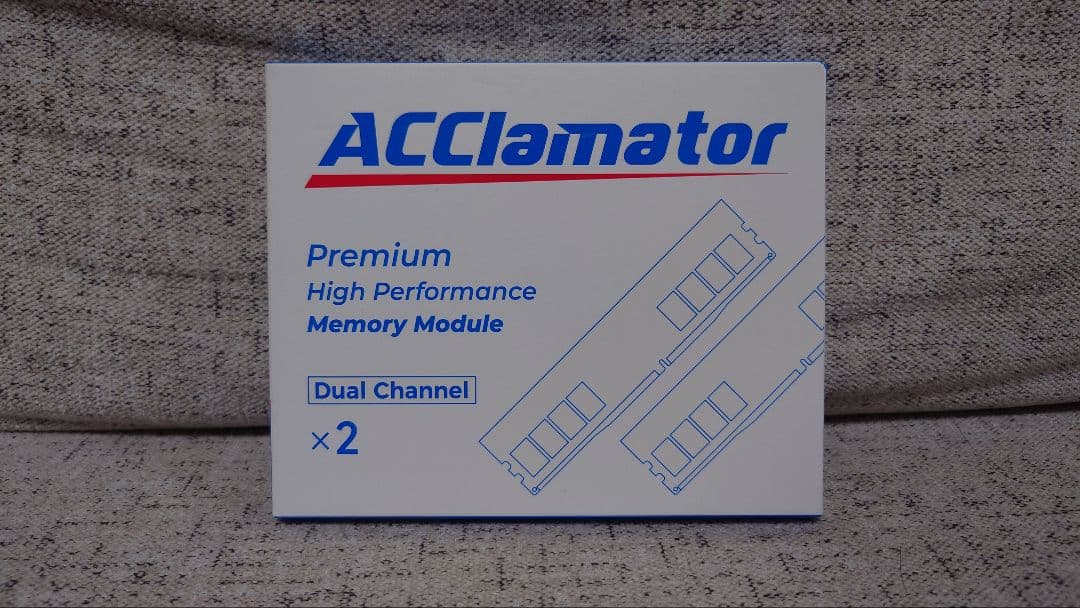 ACClamator
Premium
High Performance
Memory Module
Dual Channel
×2